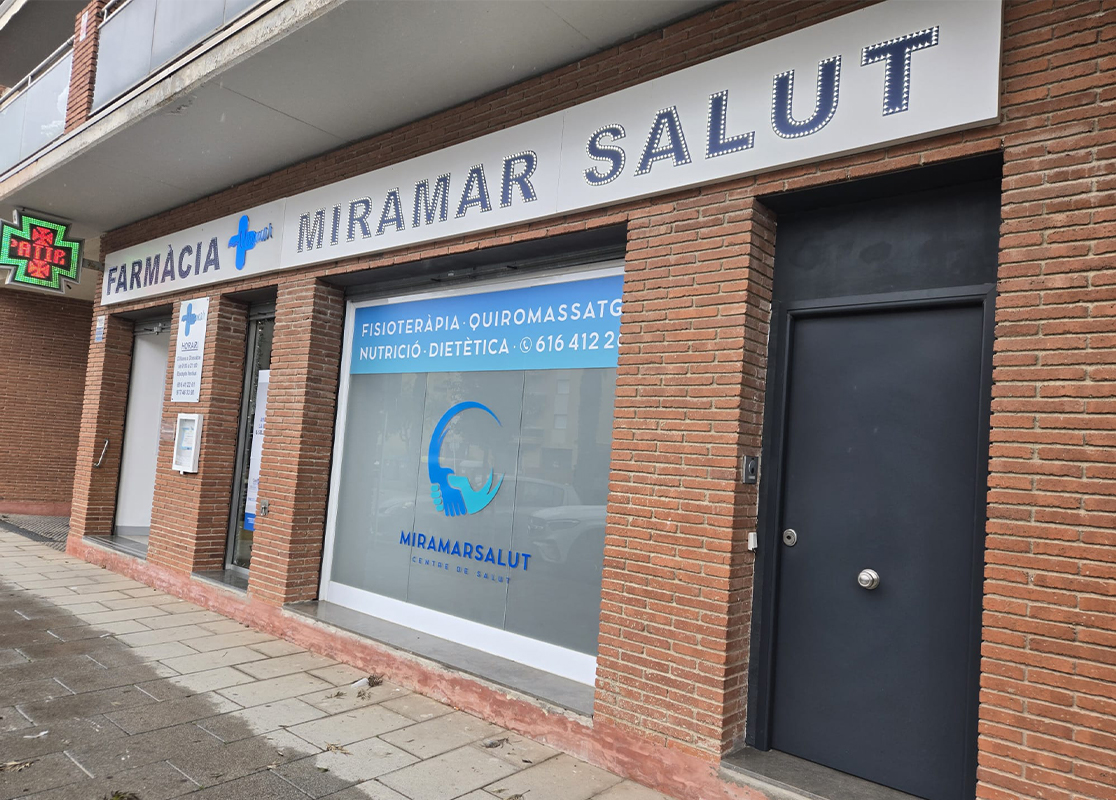 FARMÀCIA
MIRAMAR SALUT
HORARI
FISIOTERÀPIA · QUIROMASSATG
NUTRICIÓ · DIETÈTICA · 616 412 2
MIRAMARSALUT
CENTRE DE SALUT